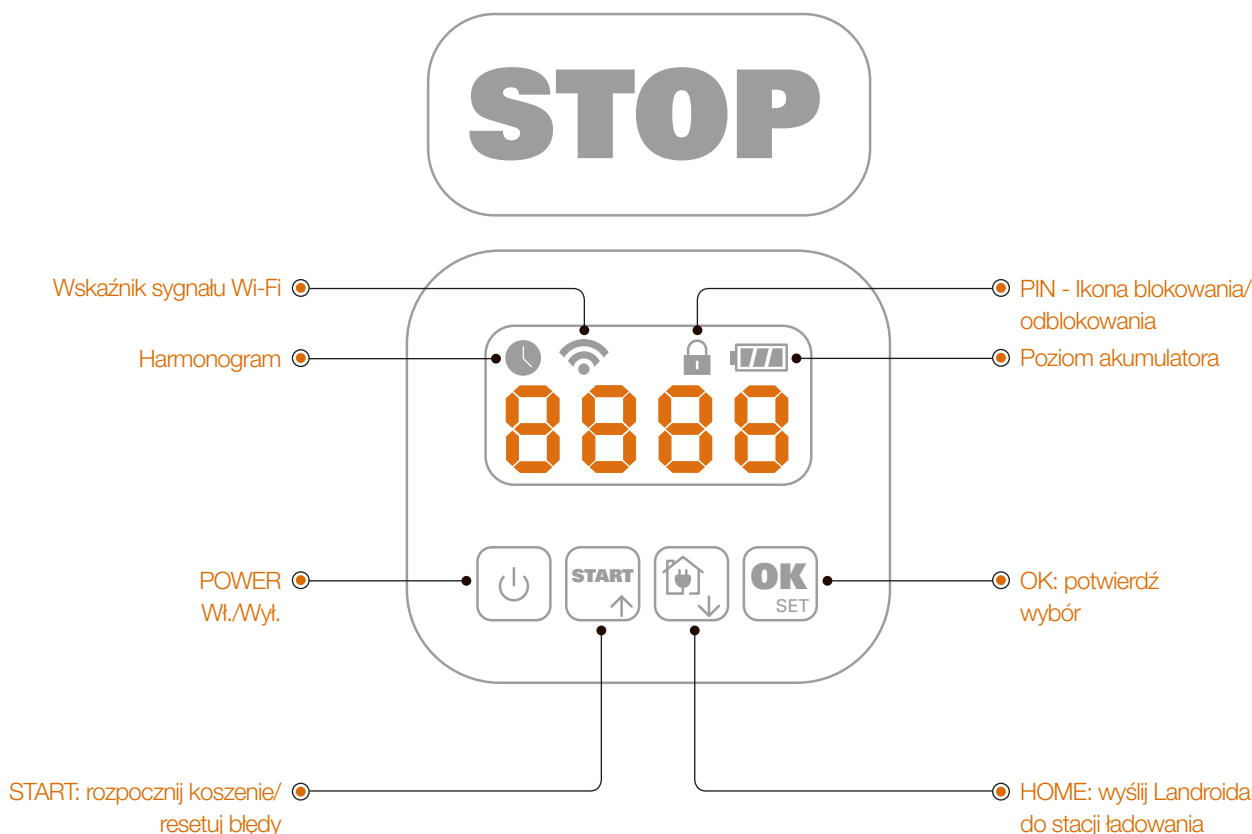 STOP
Wskaźnik sygnału Wi-Fi
PIN - Ikona blokowania/
odblokowania
Harmonogram
Poziom akumulatora
8888
POWER
Wł./Wył.
START
OK
SET
OK: potwierdź
wybór
START: rozpocznij koszenie/
resetuj błędy
HOME: wyślij Landroida
do stacji ładowania